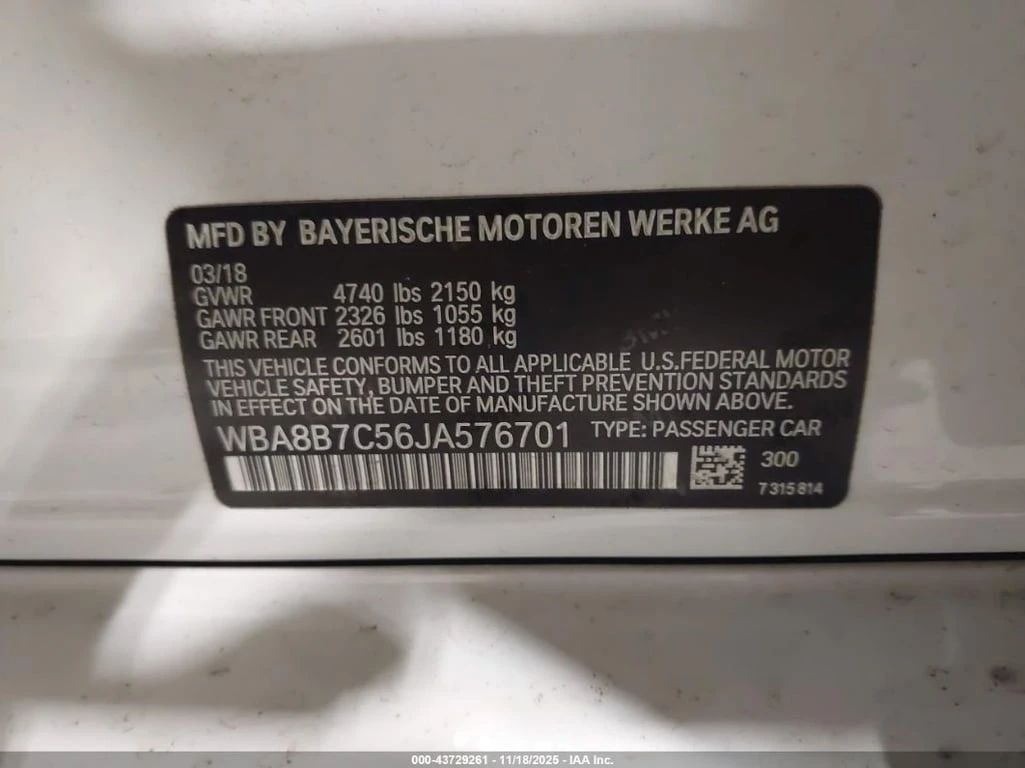 MFD BY BAYERISCHE MOTOREN WERKE AG
03/18
GVWR 4740 lbs 2150 kg
GAWR FRONT 2326 lbs 1055 kg
GAWR REAR 2601 lbs 1180 kg
THIS VEHICLE CONFORMS TO ALL APPLICABLE U.S.FEDERAL MOTOR
VEHICLE SAFETY, BUMPER AND THEFT PREVENTION STANDARDS
IN EFFECT ON THE DATE OF MANUFACTURE SHOWN ABOVE.
WBA8B7C56JA576701 TYPE: PASSENGER CAR
300
7315814
000-43729261 - 11/18/2025 - IAA Inc.